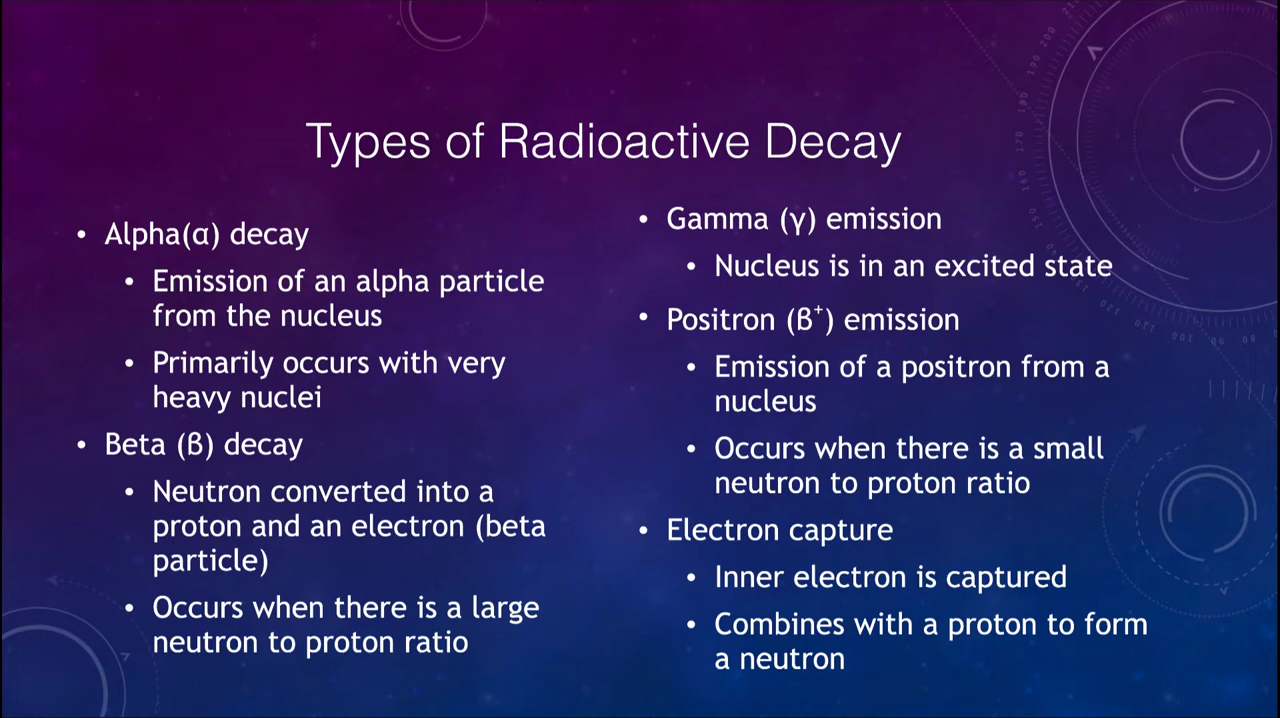 Types of Radioactive Decay
• Alpha(α) decay
• Emission of an alpha particle
from the nucleus
• Primarily occurs with very
heavy nuclei
• Beta (β) decay
• Neutron converted into a
proton and an electron (beta
particle)
• Occurs when there is a large
neutron to proton ratio
• Gamma (γ) emission
• Nucleus is in an excited state
• Positron (β⁺) emission
• Emission of a positron from a
nucleus
• Occurs when there is a small
neutron to proton ratio
• Electron capture
• Inner electron is captured
• Combines with a proton to form
a neutron